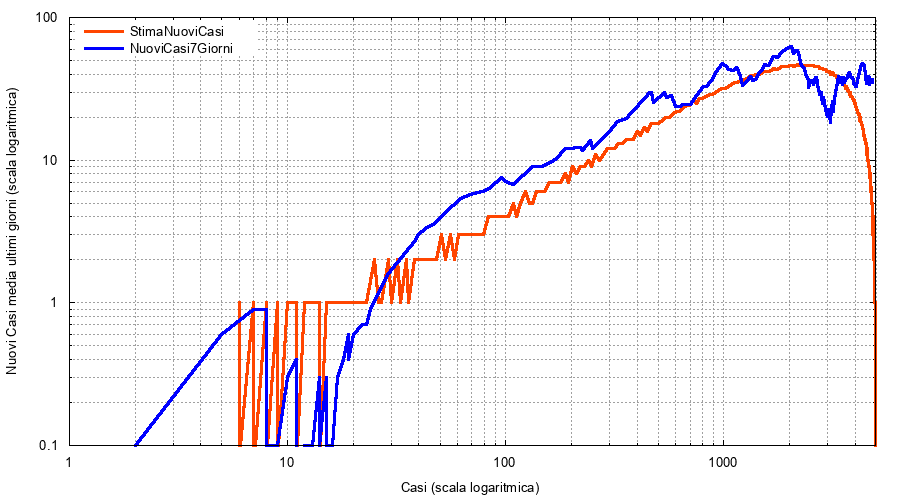 100
StimaNuoviCasi
NuoviCasi7Giorni
Nuovi Casi media ultimi giorni (scala logaritmica)
10
1
0.1
1 10 100 1000
Casi (scala logaritmica)